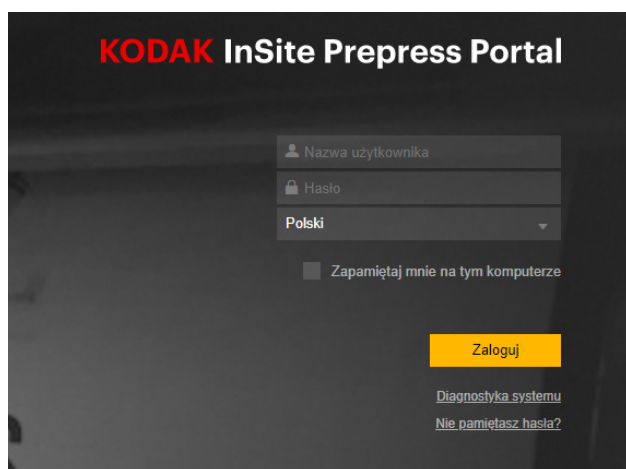 KODAK InSite Prepress Portal
Nazwa użytkownika
Hasło
Polski
Zapamiętaj mnie na tym komputerze
Zaloguj
Diagnostyka systemu
Nie pamiętasz hasła?